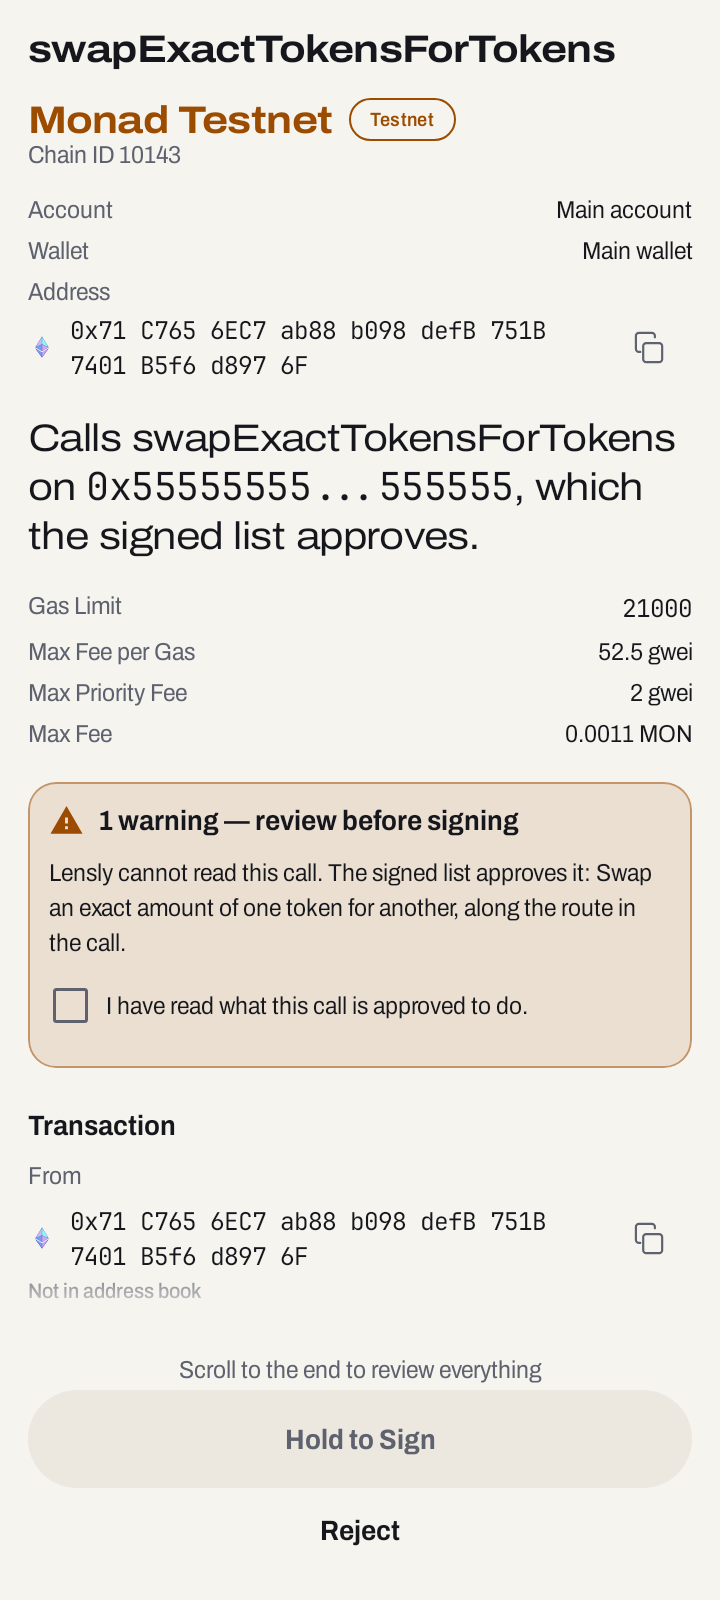 swapExactTokensForTokens
Monad Testnet Testnet
Chain ID 10143
Account Main account
Wallet Main wallet
Address
0x71 C765 6EC7 ab88 b098 defB 751B
7401 B5f6 d897 6F
Calls swapExactTokensForTokens
on 0x55555555...555555, which
the signed list approves.
Gas Limit 21000
Max Fee per Gas 52.5 gwei
Max Priority Fee 2 gwei
Max Fee 0.0011 MON
1 warning — review before signing
Lensly cannot read this call. The signed list approves it: Swap
an exact amount of one token for another, along the route in
the call.
I have read what this call is approved to do.
Transaction
From
0x71 C765 6EC7 ab88 b098 defB 751B
7401 B5f6 d897 6F
Not in address book
Scroll to the end to review everything
Hold to Sign
Reject